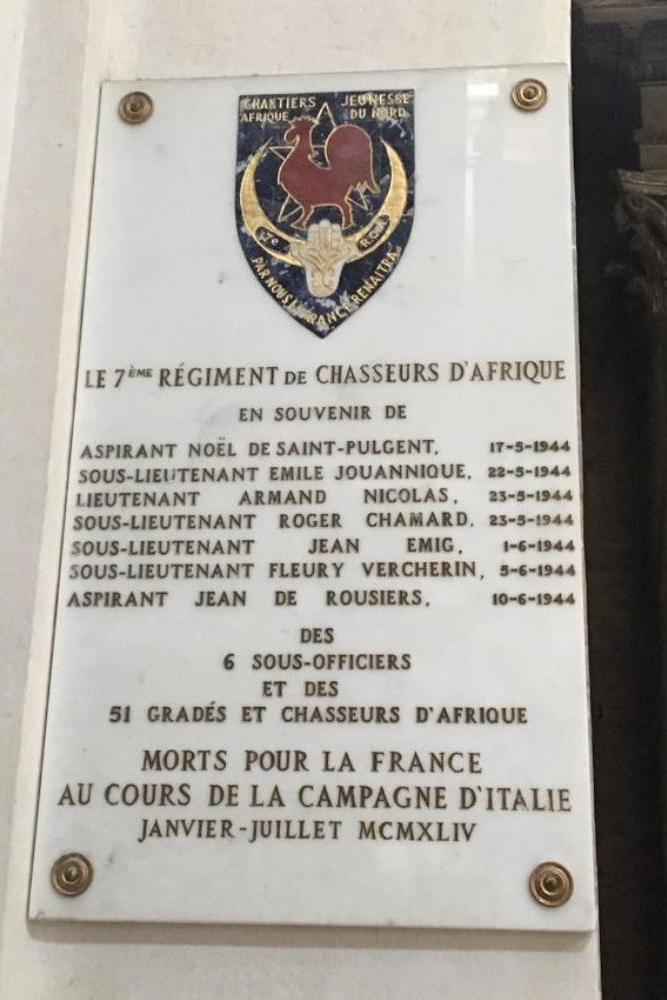 CHANTIERS JEUNESSE
AFRIQUE DU NORD
7e R.CH.A
PAR NOUS LA FRANCE RENAITRA
LE 7ÈME RÉGIMENT DE CHASSEURS D'AFRIQUE
EN SOUVENIR DE
ASPIRANT NOËL DE SAINT-PULGENT, 17-5-1944
SOUS-LIEUTENANT EMILE JOUANNIQUE, 22-5-1944
LIEUTENANT ARMAND NICOLAS, 23-5-1944
SOUS-LIEUTENANT ROGER CHAMARD, 23-5-1944
SOUS-LIEUTENANT JEAN EMIG, 1-6-1944
SOUS-LIEUTENANT FLEURY VERCHERIN, 5-6-1944
ASPIRANT JEAN DE ROUSIERS, 10-6-1944
DES
6 SOUS-OFFICIERS
ET DES
51 GRADÉS ET CHASSEURS D'AFRIQUE
MORTS POUR LA FRANCE
AU COURS DE LA CAMPAGNE D'ITALIE
JANVIER-JUILLET MCMXLIV